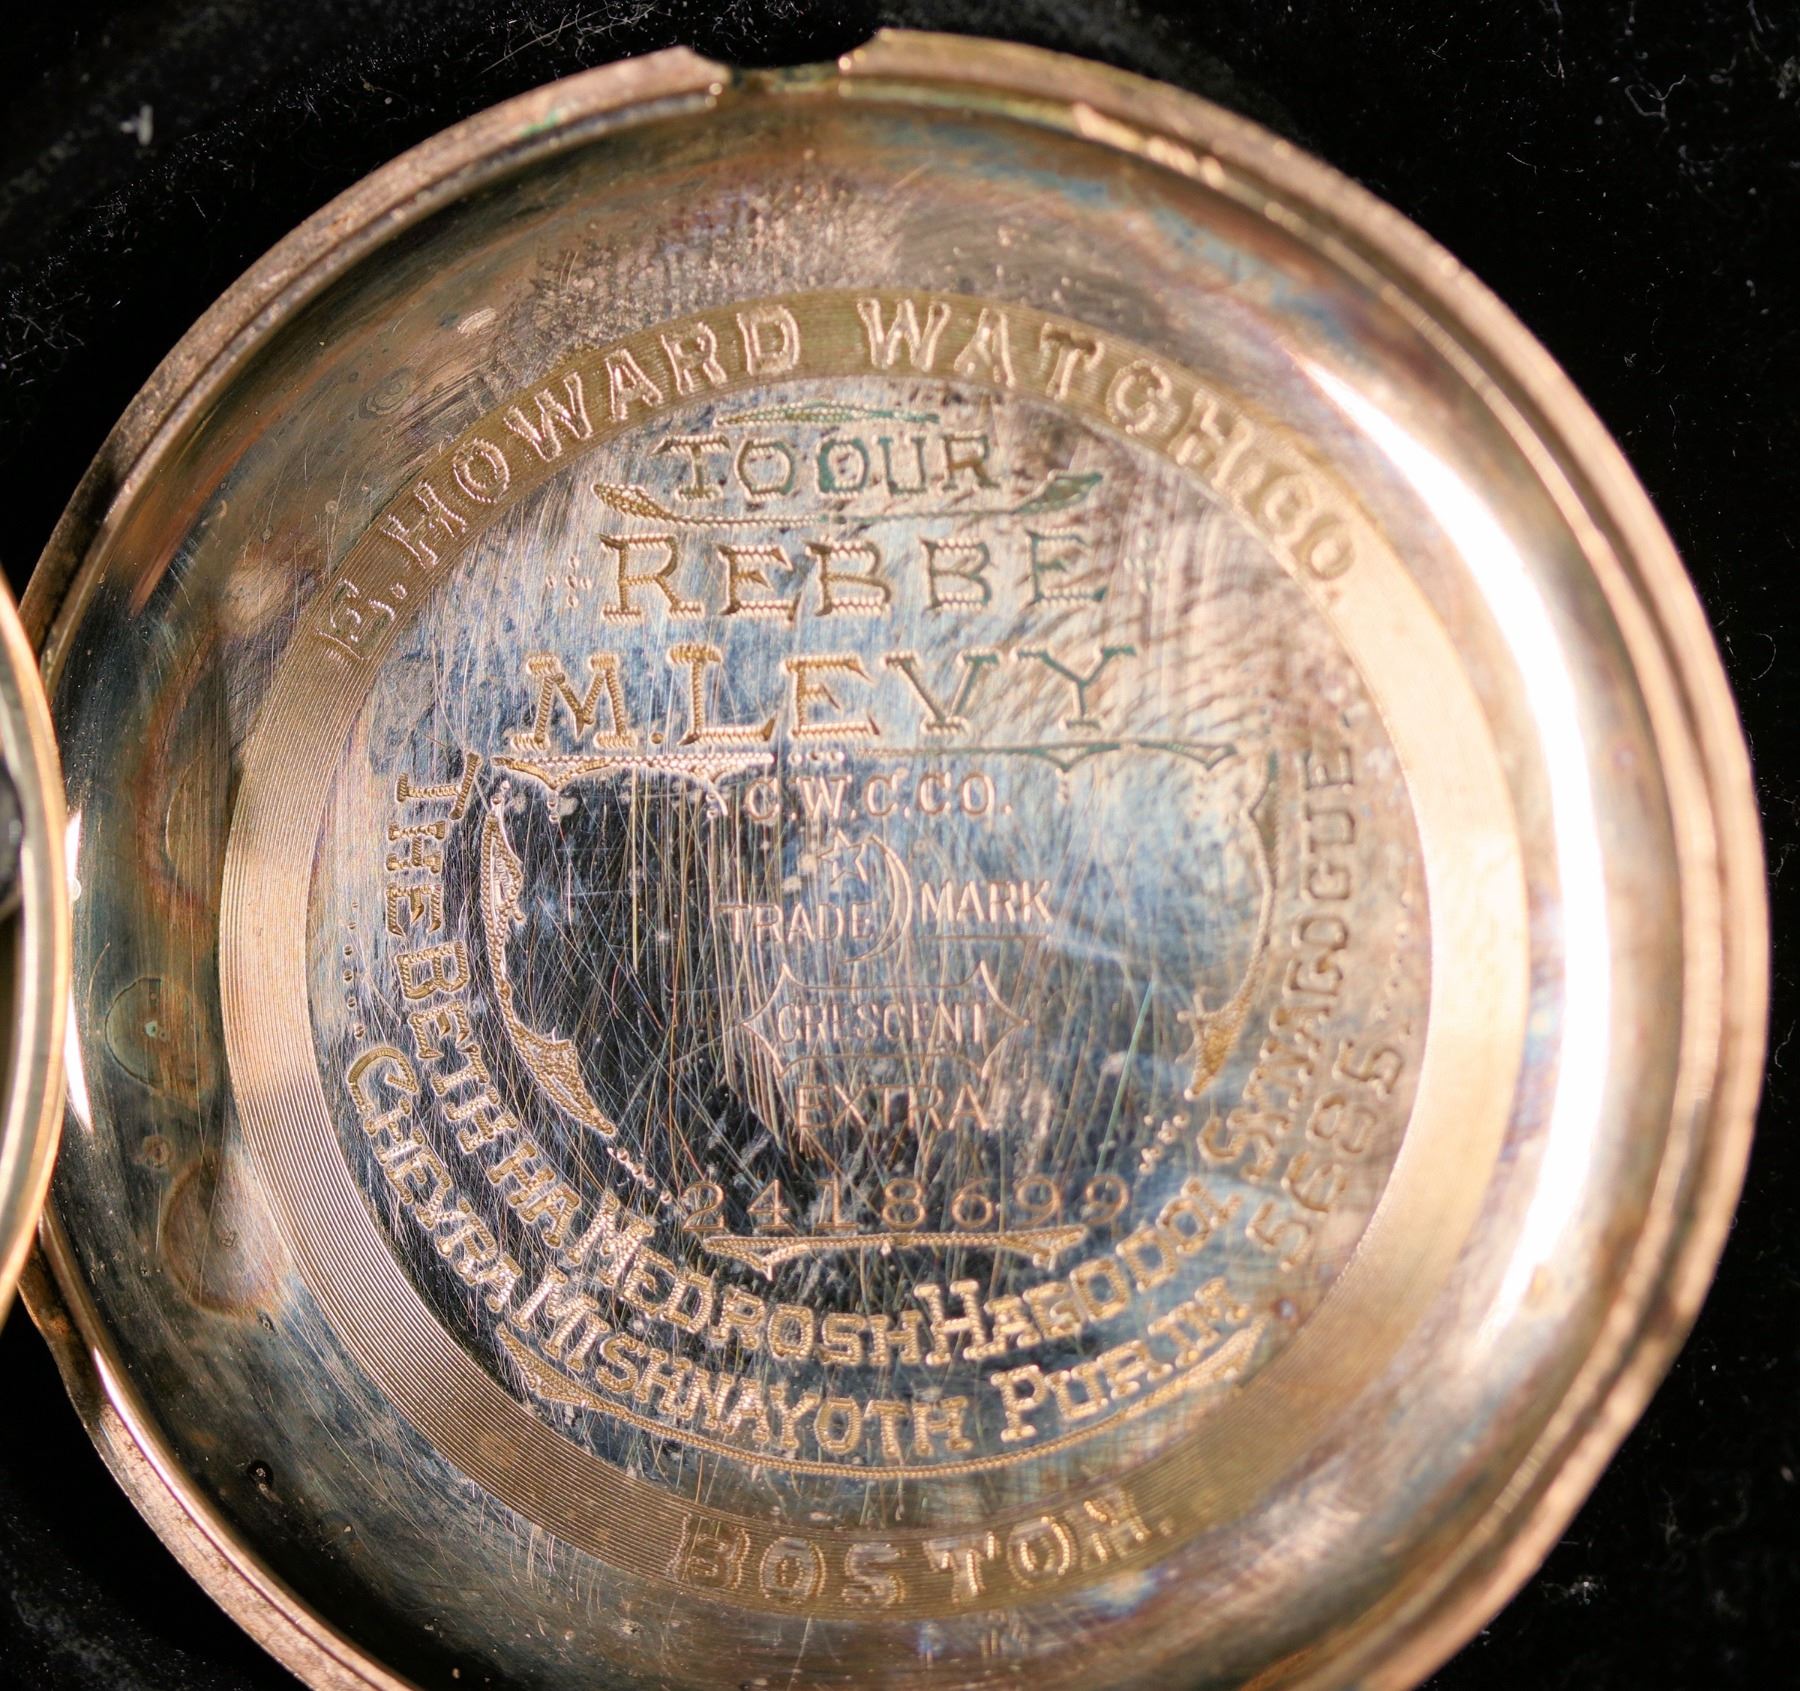 E. HOWARD WATCH CO.
TO OUR
REBBE
M. LEVY
C.W.C.CO.
TRADE MARK
CRESCENT
EXTRA
2418699
THE BETH HA MEDROSH HAGODOL SYNAGOGUE.
CHEVRA MISHNAYOTH PURIM 5685
BOSTON.